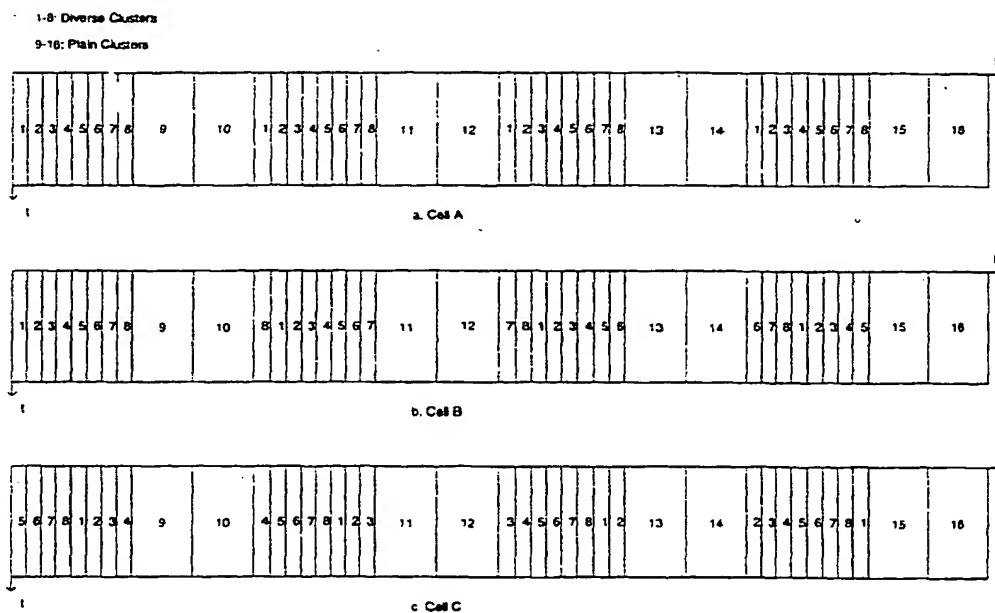 1-8: Diverse Clusters
9-16: Plain Clusters
1 2 3 4 5 6 7 8 9 10 1 2 3 4 5 6 7 8 11 12 1 2 3 4 5 6 7 8 13 14 1 2 3 4 5 6 7 8 15 16
t
a. Cell A
1 2 3 4 5 6 7 8 9 10 8 1 2 3 4 5 6 7 11 12 7 8 1 2 3 4 5 6 13 14 6 7 8 1 2 3 4 5 15 16
t
b. Cell B
5 6 7 8 1 2 3 4 9 10 4 5 6 7 8 1 2 3 11 12 3 4 5 6 7 8 1 2 13 14 2 3 4 5 6 7 8 1 15 16
t
c. Cell C